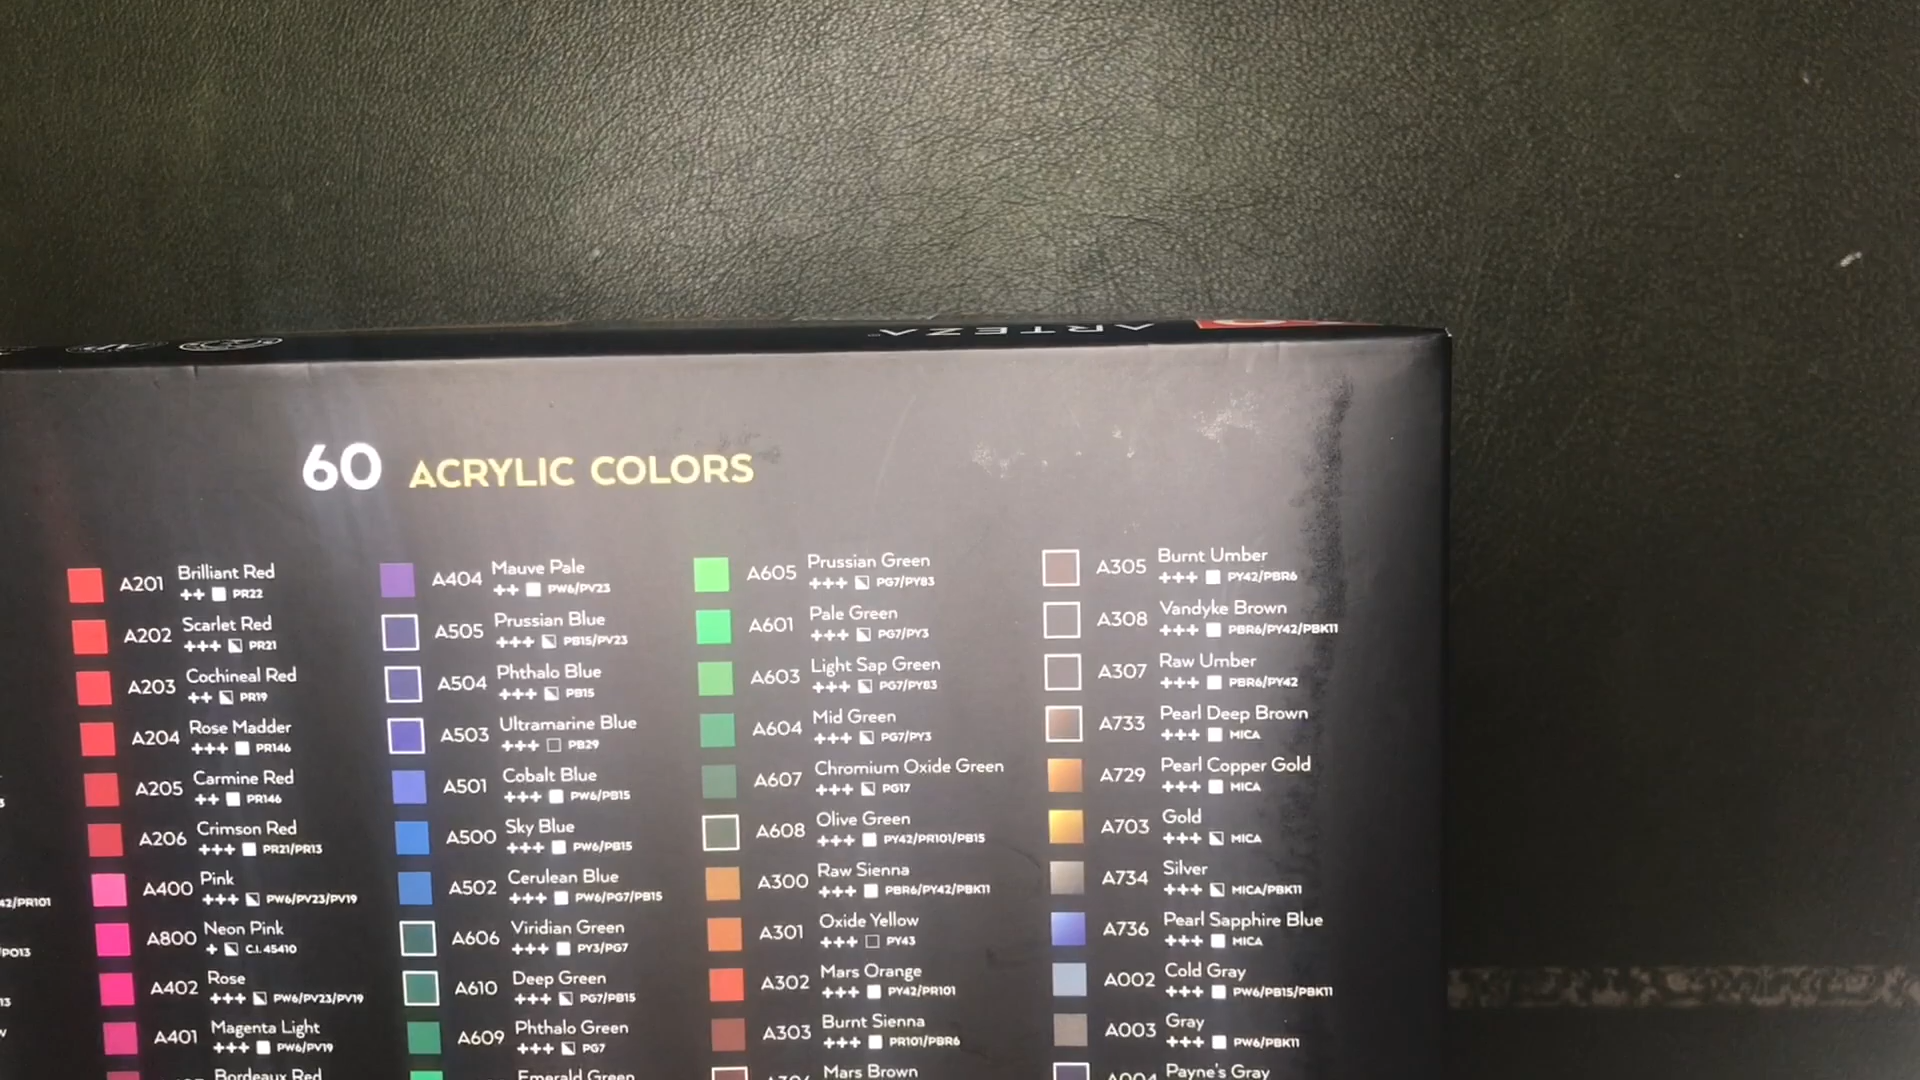 ARTEZA
60 ACRYLIC COLORS
A201 Brilliant Red
++ PR22
A202 Scarlet Red
+++ PR21
A203 Cochineal Red
++ PR19
A204 Rose Madder
+++ PR146
A205 Carmine Red
++ PR146
A206 Crimson Red
+++ PR21/PR13
A400 Pink
+++ PW6/PV23/PV19
A800 Neon Pink
+ C.I. 45410
A402 Rose
+++ PW6/PV23/PV19
A401 Magenta Light
+++ PW6/PV19
Bordeaux Red
A404 Mauve Pale
++ PW6/PV23
A505 Prussian Blue
+++ PB15/PV23
A504 Phthalo Blue
+++ PB15
A503 Ultramarine Blue
+++ PB29
A501 Cobalt Blue
+++ PW6/PB15
A500 Sky Blue
+++ PW6/PB15
A502 Cerulean Blue
+++ PW6/PG7/PB15
A606 Viridian Green
+++ PY3/PG7
A610 Deep Green
+++ PG7/PB15
A609 Phthalo Green
+++ PG7
Emerald Green
A605 Prussian Green
+++ PG7/PY83
A601 Pale Green
+++ PG7/PY3
A603 Light Sap Green
+++ PG7/PY83
A604 Mid Green
+++ PG7/PY3
A607 Chromium Oxide Green
+++ PG17
A608 Olive Green
+++ PY42/PR101/PB15
A300 Raw Sienna
+++ PBR6/PY42/PBK11
A301 Oxide Yellow
+++ PY43
A302 Mars Orange
+++ PY42/PR101
A303 Burnt Sienna
+++ PR101/PBR6
Mars Brown
A305 Burnt Umber
+++ PY42/PBR6
A308 Vandyke Brown
+++ PBR6/PY42/PBK11
A307 Raw Umber
+++ PBR6/PY42
A733 Pearl Deep Brown
+++ MICA
A729 Pearl Copper Gold
+++ MICA
A703 Gold
+++ MICA
A734 Silver
+++ MICA/PBK11
A736 Pearl Sapphire Blue
+++ MICA
A002 Cold Gray
+++ PW6/PB15/PBK11
A003 Gray
+++ PW6/PBK11
A004 Payne's Gray